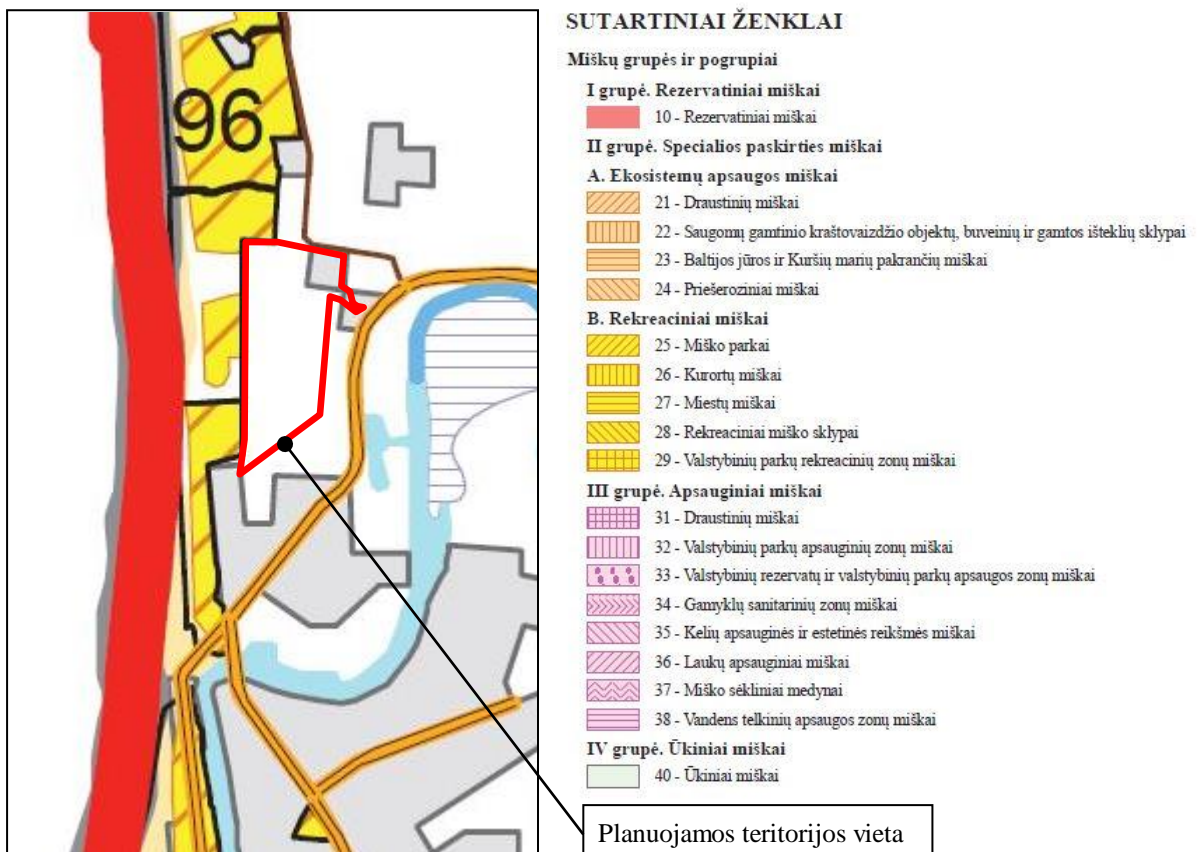 96
SUTARTINIAI ŽENKLAI
Miškų grupės ir pogrupiai
I grupė. Rezervatiniai miškai
10 - Rezervatiniai miškai
II grupė. Specialios paskirties miškai
A. Ekosistemų apsaugos miškai
21 - Draustinių miškai
22 - Saugomų gamtinio kraštovaizdžio objektų, buveinių ir gamtos išteklių sklypai
23 - Baltijos jūros ir Kuršių marių pakrančių miškai
24 - Priešeroziniai miškai
B. Rekreaciniai miškai
25 - Miško parkai
26 - Kurortų miškai
27 - Miestų miškai
28 - Rekreaciniai miško sklypai
29 - Valstybinių parkų rekreacinių zonų miškai
III grupė. Apsauginiai miškai
31 - Draustinių miškai
32 - Valstybinių parkų apsauginių zonų miškai
33 - Valstybinių rezervatų ir valstybinių parkų apsaugos zonų miškai
34 - Gamyklų sanitarinių zonų miškai
35 - Kelių apsauginės ir estetinės reikšmės miškai
36 - Laukų apsauginiai miškai
37 - Miško sėkliniai medynai
38 - Vandens telkinių apsaugos zonų miškai
IV grupė. Ūkiniai miškai
40 - Ūkiniai miškai
Planuojamos teritorijos vieta